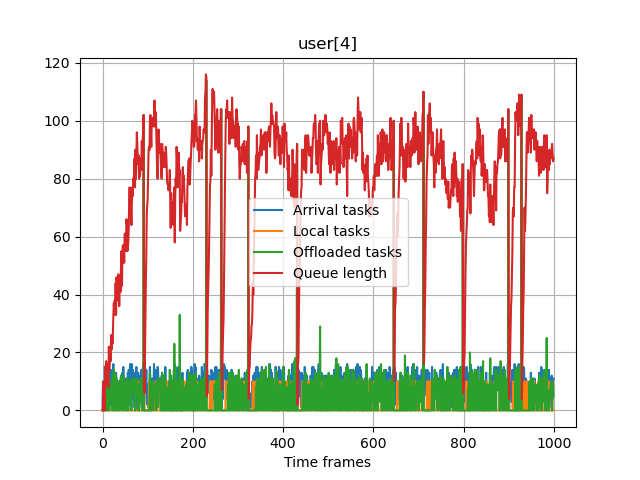 user[4]
120
100
80
60
40
20
0
Arrival tasks
Local tasks
Offloaded tasks
Queue length
0 200 400 600 800 1000
Time frames